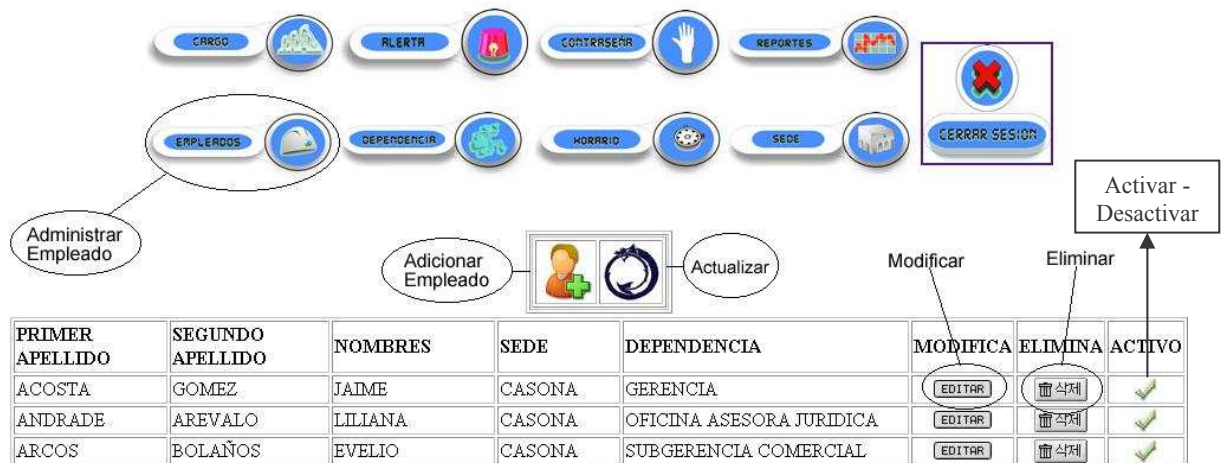 CARGO
ALERTA
CONTRASEÑA
REPORTES
EMPLEADOS
DEPENDENCIA
HORARIO
SEDE
CERRAR SESION
Activar -
Desactivar
Administrar
Empleado
Adicionar
Empleado
Actualizar
Modificar
Eliminar
PRIMER APELLIDO SEGUNDO APELLIDO NOMBRES SEDE DEPENDENCIA MODIFICA ELIMINA ACTIVO
ACOSTA GOMEZ JAIME CASONA GERENCIA EDITAR 삭제
ANDRADE AREVALO LILIANA CASONA OFICINA ASESORA JURIDICA EDITAR 삭제
ARCOS BOLAÑOS EVELIO CASONA SUBGERENCIA COMERCIAL EDITAR 삭제